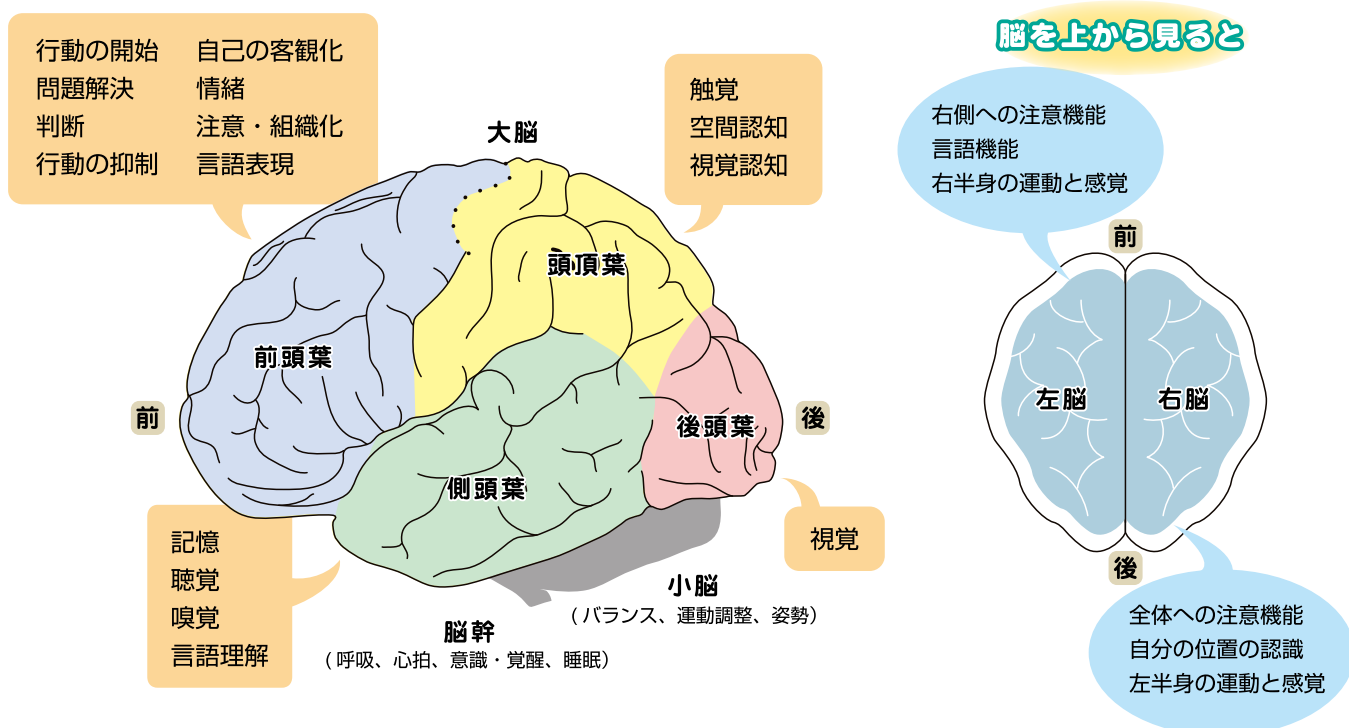 行動の開始 自己の客観化
問題解決 情緒
判断 注意・組織化
行動の抑制 言語表現
大脳
触覚
空間認知
視覚認知
頭頂葉
前頭葉
前
後
後頭葉
側頭葉
記憶
聴覚
嗅覚
言語理解
視覚
小脳
(バランス、運動調整、姿勢)
脳幹
(呼吸、心拍、意識・覚醒、睡眠)
脳を上から見ると
右側への注意機能
言語機能
右半身の運動と感覚
前
左脳 右脳
後
全体への注意機能
自分の位置の認識
左半身の運動と感覚